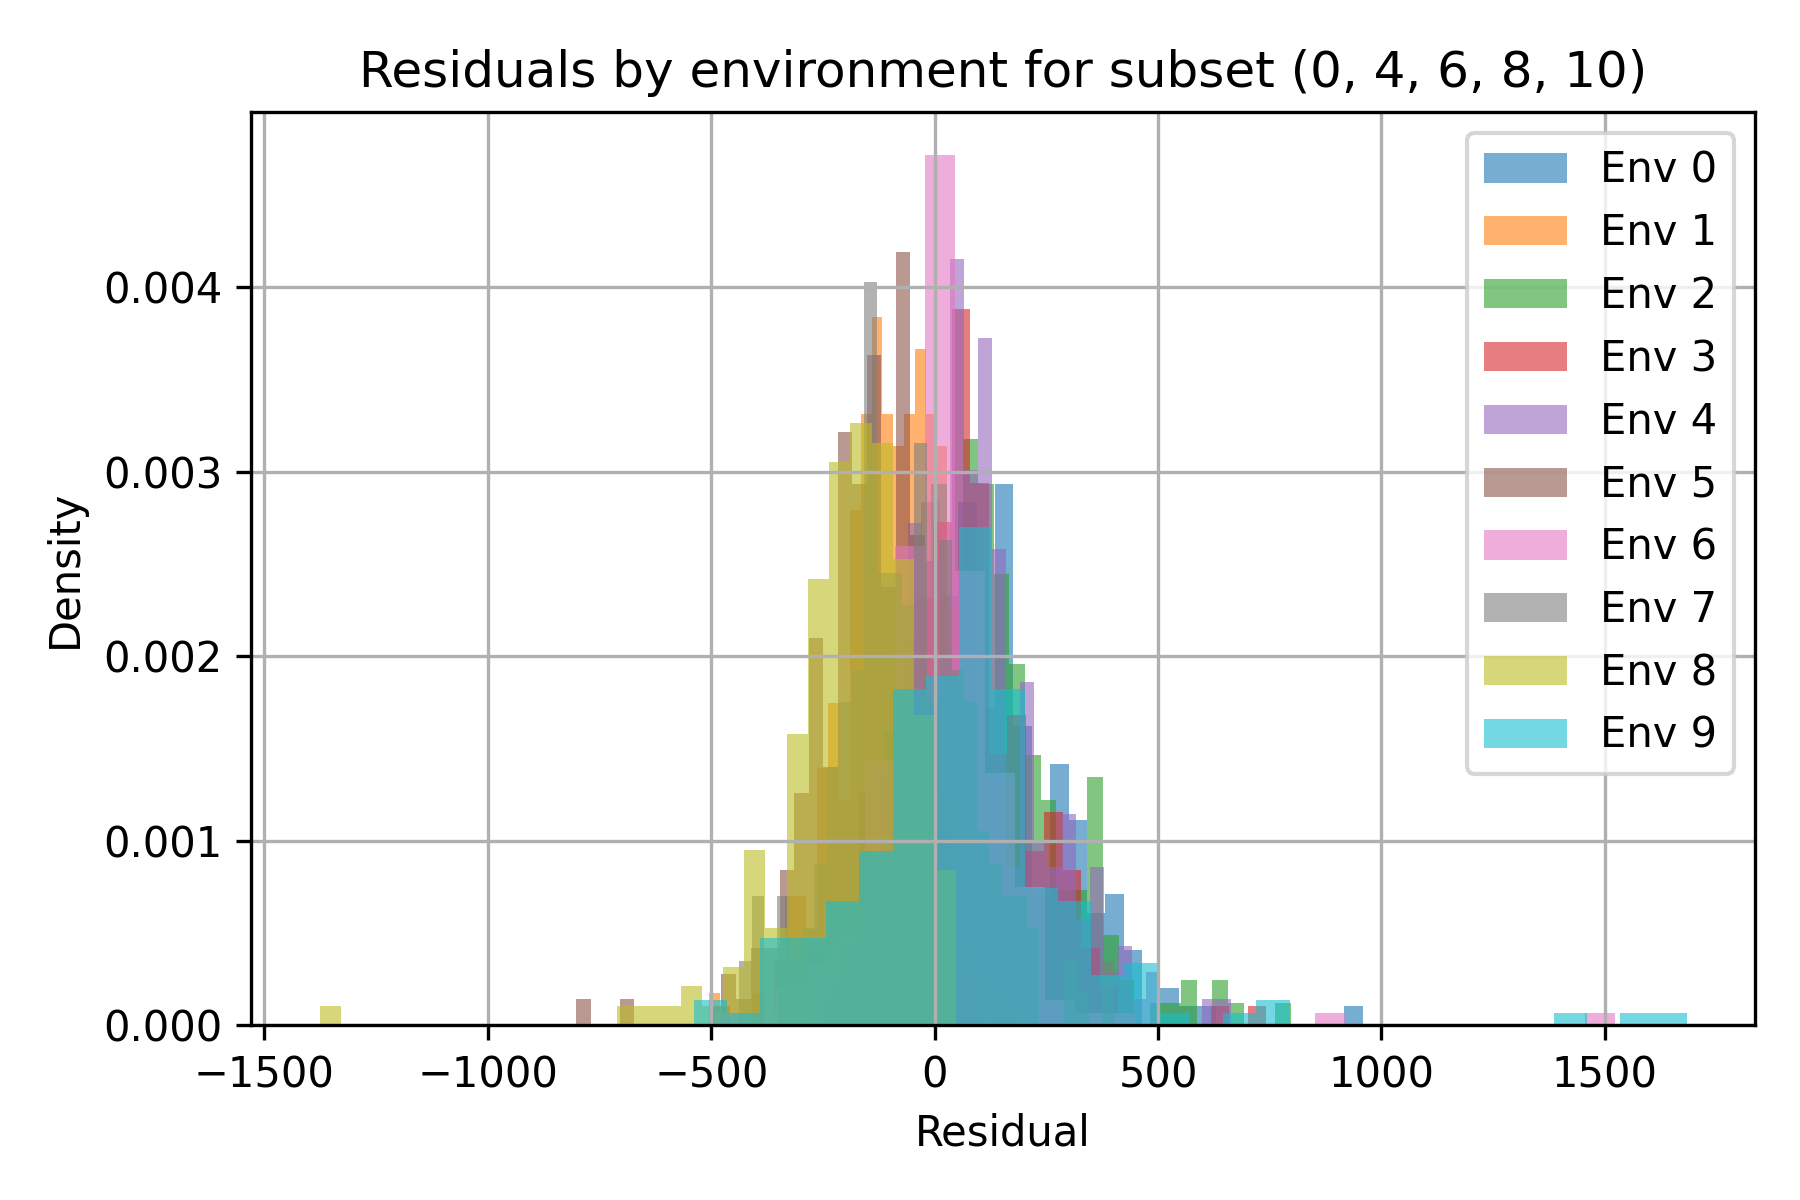 Residuals by environment for subset (0, 4, 6, 8, 10)
Env 0
Env 1
Env 2
Env 3
Env 4
Env 5
Env 6
Env 7
Env 8
Env 9
Density
0.004
0.003
0.002
0.001
0.000
−1500 −1000 −500 0 500 1000 1500
Residual